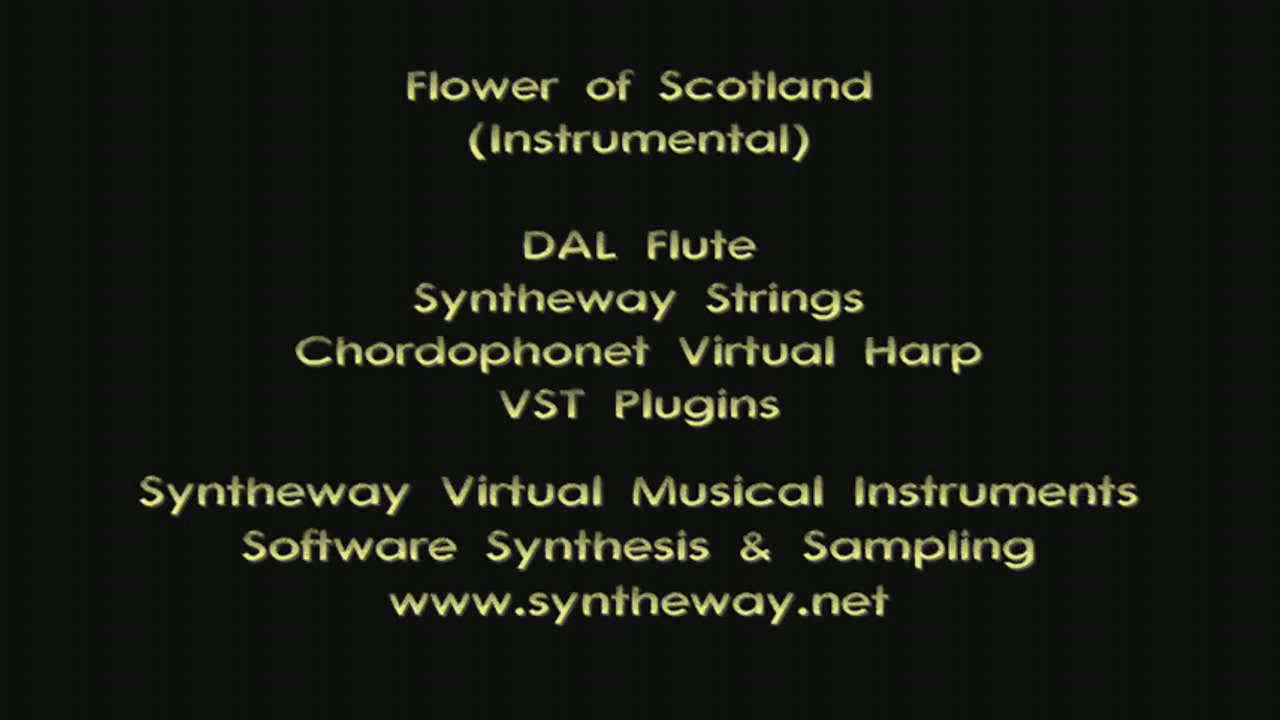 Flower of Scotland
(Instrumental)
DAL Flute
Syntheway Strings
Chordophonet Virtual Harp
VST Plugins
Syntheway Virtual Musical Instruments
Software Synthesis & Sampling
www.syntheway.net